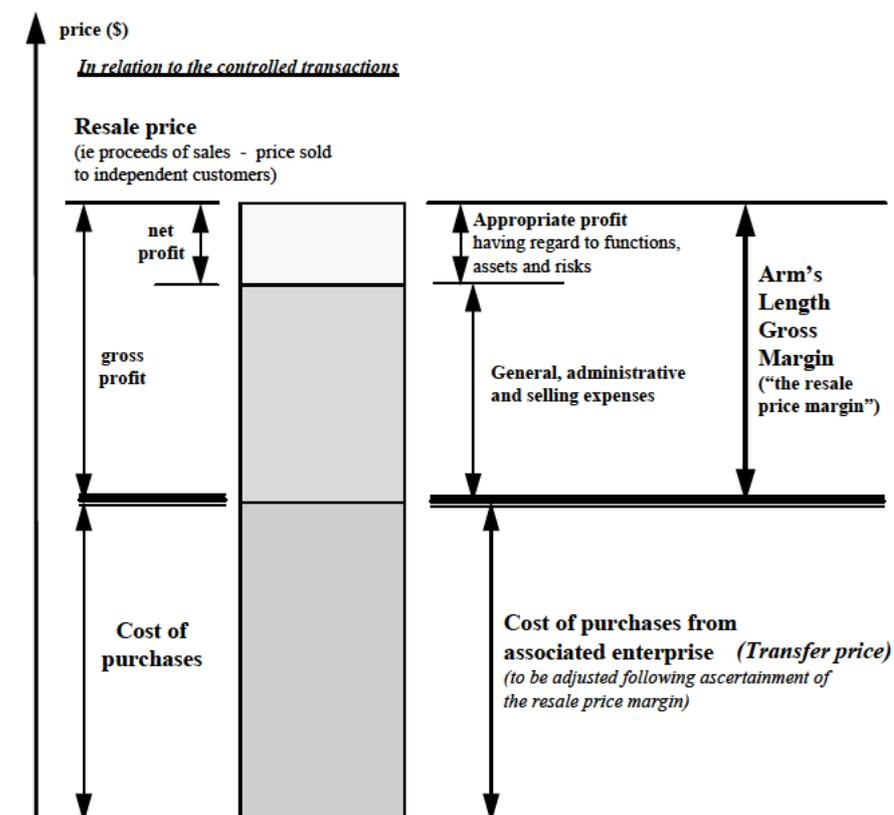 price ($)
In relation to the controlled transactions
Resale price
(ie proceeds of sales - price sold
to independent customers)
net
profit
Appropriate profit
having regard to functions,
assets and risks
Arm’s
Length
Gross
Margin
(“the resale
price margin”)
gross
profit
General, administrative
and selling expenses
Cost of
purchases
Cost of purchases from
associated enterprise (Transfer price)
(to be adjusted following ascertainment of
the resale price margin)